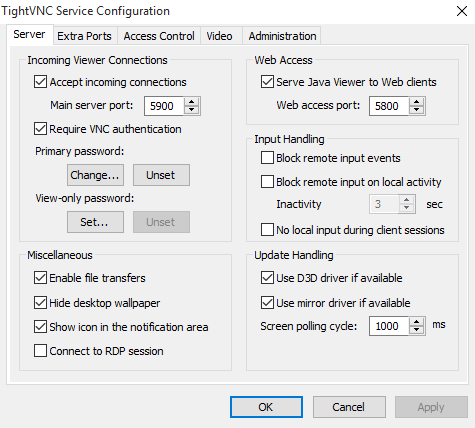 TightVNC Service Configuration
Server
Extra Ports
Access Control
Video
Administration
Incoming Viewer Connections
Accept incoming connections
Main server port: 5900
Require VNC authentication
Primary password:
Change... Unset
View-only password:
Set... Unset
Web Access
Serve Java Viewer to Web clients
Web access port: 5800
Input Handling
Block remote input events
Block remote input on local activity
Inactivity 3 sec
No local input during client sessions
Miscellaneous
Enable file transfers
Hide desktop wallpaper
Show icon in the notification area
Connect to RDP session
Update Handling
Use D3D driver if available
Use mirror driver if available
Screen polling cycle: 1000 ms
OK Cancel Apply